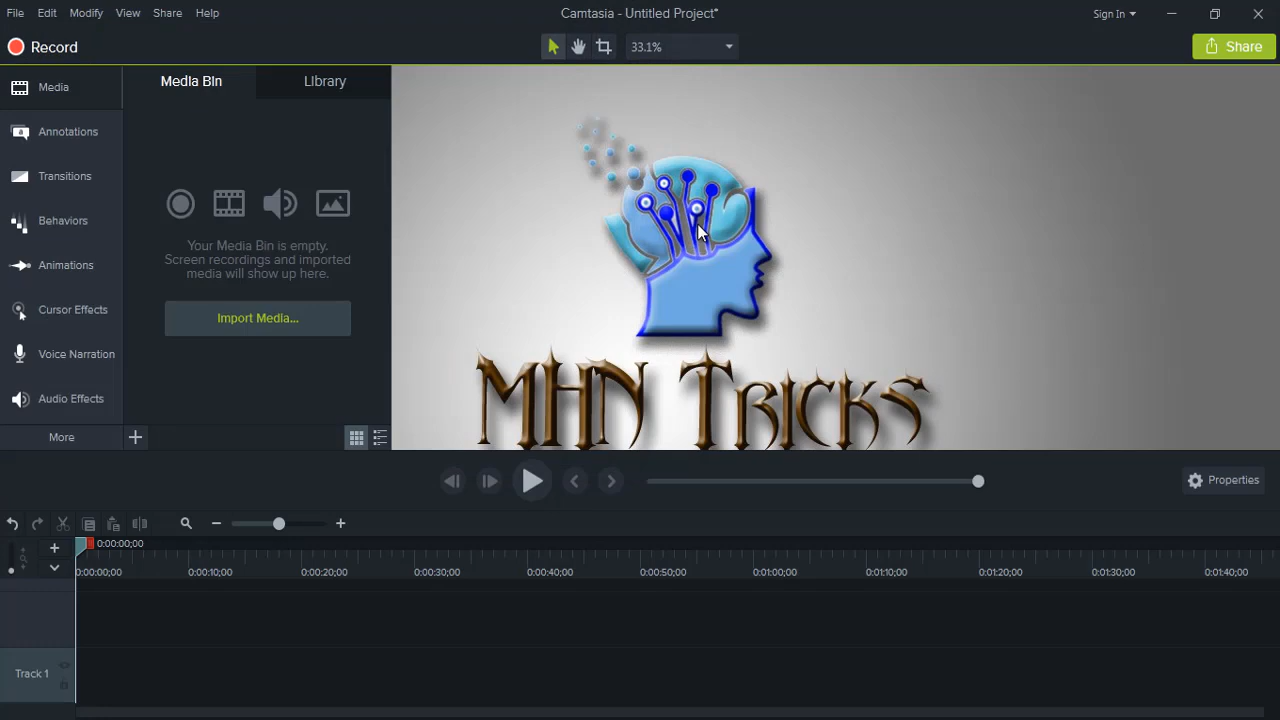 File Edit Modify View Share Help
Camtasia - Untitled Project*
Sign In
Record
33.1%
Share
Media
Annotations
Transitions
Behaviors
Animations
Cursor Effects
Voice Narration
Audio Effects
More
Media Bin
Library
Your Media Bin is empty.
Screen recordings and imported
media will show up here.
Import Media...
MHN Tricks
Properties
0:00:00;00
0:00:00;00 0:00:10;00 0:00:20;00 0:00:30;00 0:00:40;00 0:00:50;00 0:01:00;00 0:01:10;00 0:01:20;00 0:01:30;00 0:01:40;00
Track 1